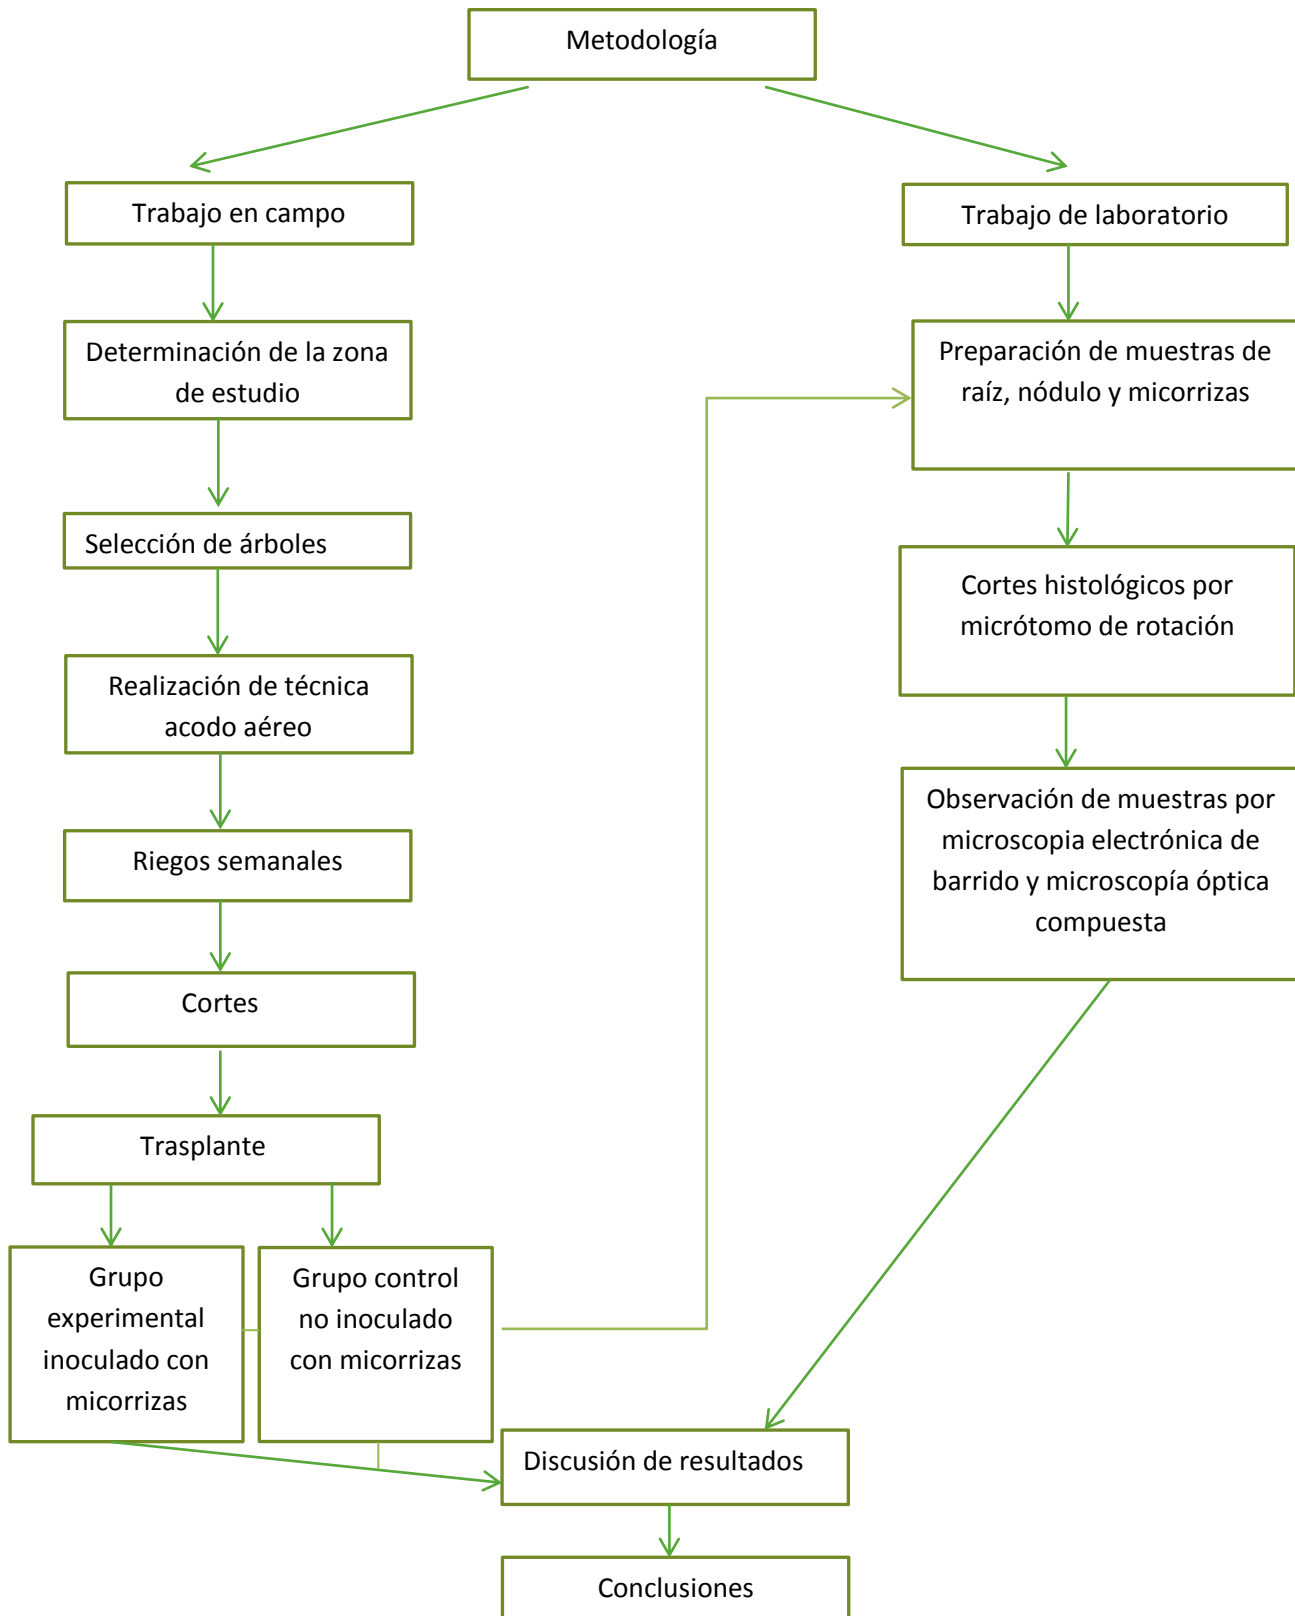 Metodología
Trabajo en campo
Determinación de la zona
de estudio
Selección de árboles
Realización de técnica
acodo aéreo
Riegos semanales
Cortes
Trasplante
Grupo
experimental
inoculado con
micorrizas
Grupo control
no inoculado
con micorrizas
Trabajo de laboratorio
Preparación de muestras de
raíz, nódulo y micorrizas
Cortes histológicos por
micrótomo de rotación
Observación de muestras por
microscopia electrónica de
barrido y microscopía óptica
compuesta
Discusión de resultados
Conclusiones